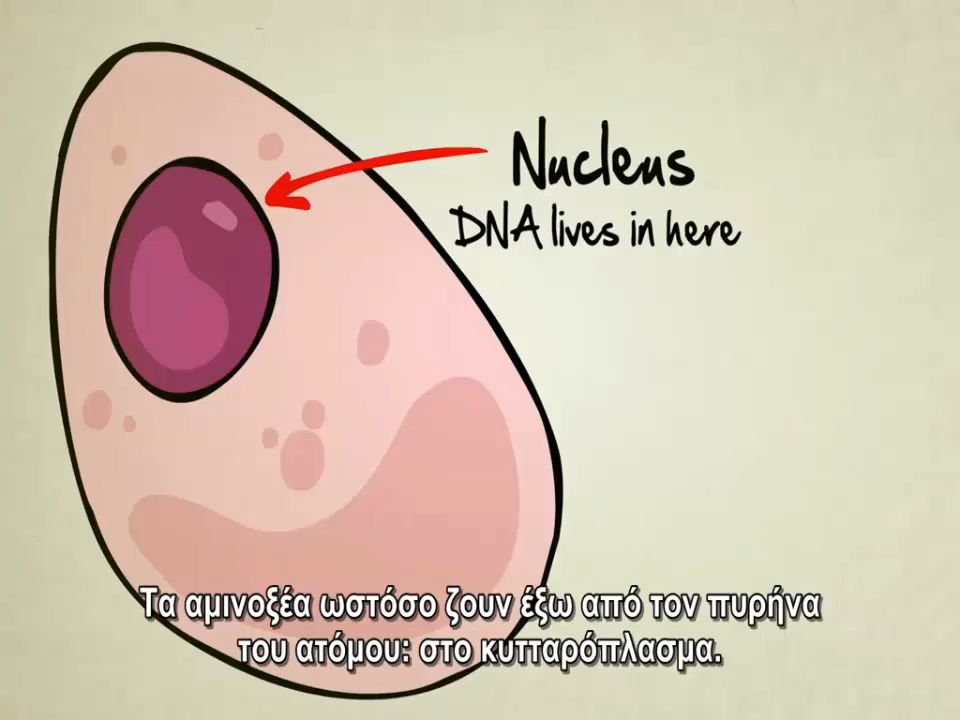 Nucleus
DNA lives in here
Τα αμινοξέα ωστόσο ζουν έξω από τον πυρήνα
του ατόμου: στο κυτταρόπλασμα.